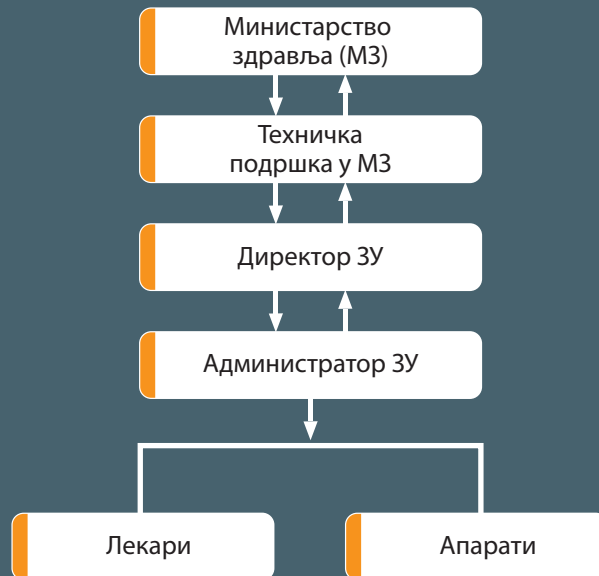 Министарство
здравља (МЗ)
Техничка
подршка у МЗ
Директор ЗУ
Администратор ЗУ
Лекари
Апарати